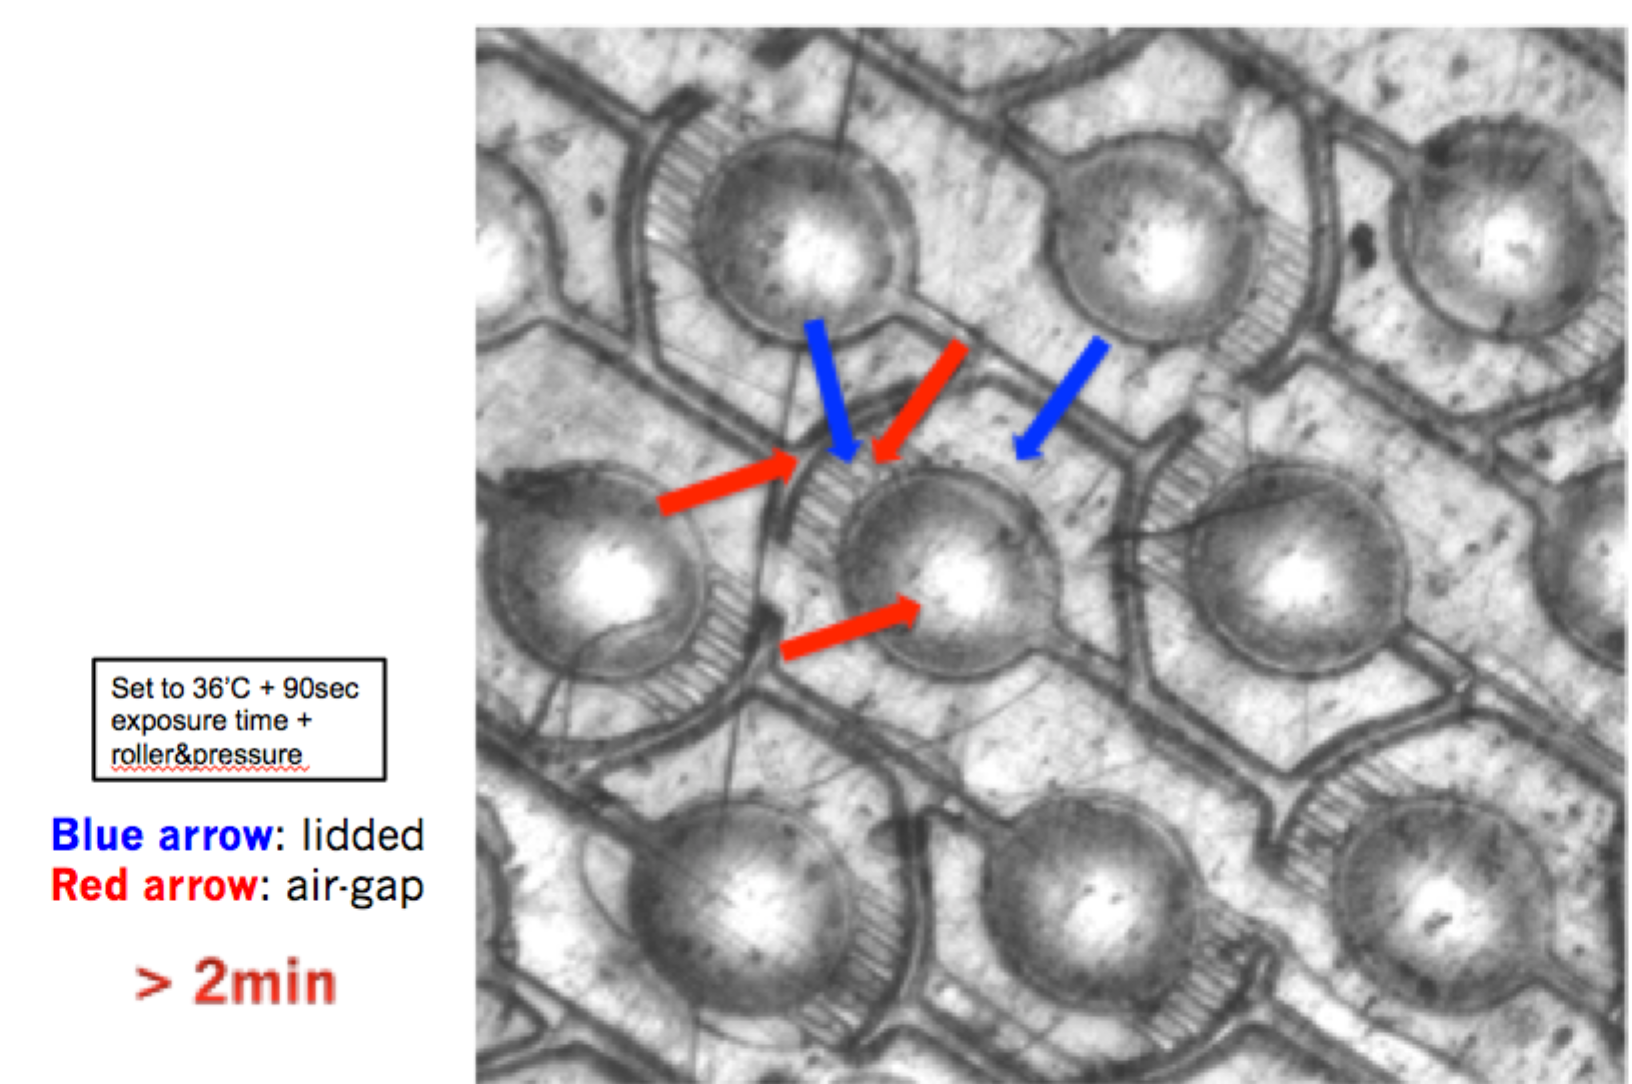 Set to 36'C + 90sec
exposure time +
roller&pressure
Blue arrow: lidded
Red arrow: air-gap
> 2min